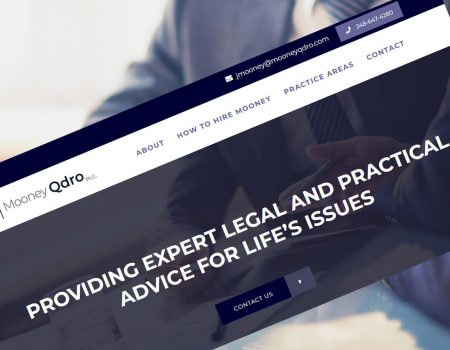 jmooney@mooneyqdro.com
248-647-4280
Mooney Qdro PLC.
ABOUT
HOW TO HIRE MOONEY
PRACTICE AREAS
CONTACT
PROVIDING EXPERT LEGAL AND PRACTICAL
ADVICE FOR LIFE'S ISSUES
CONTACT US